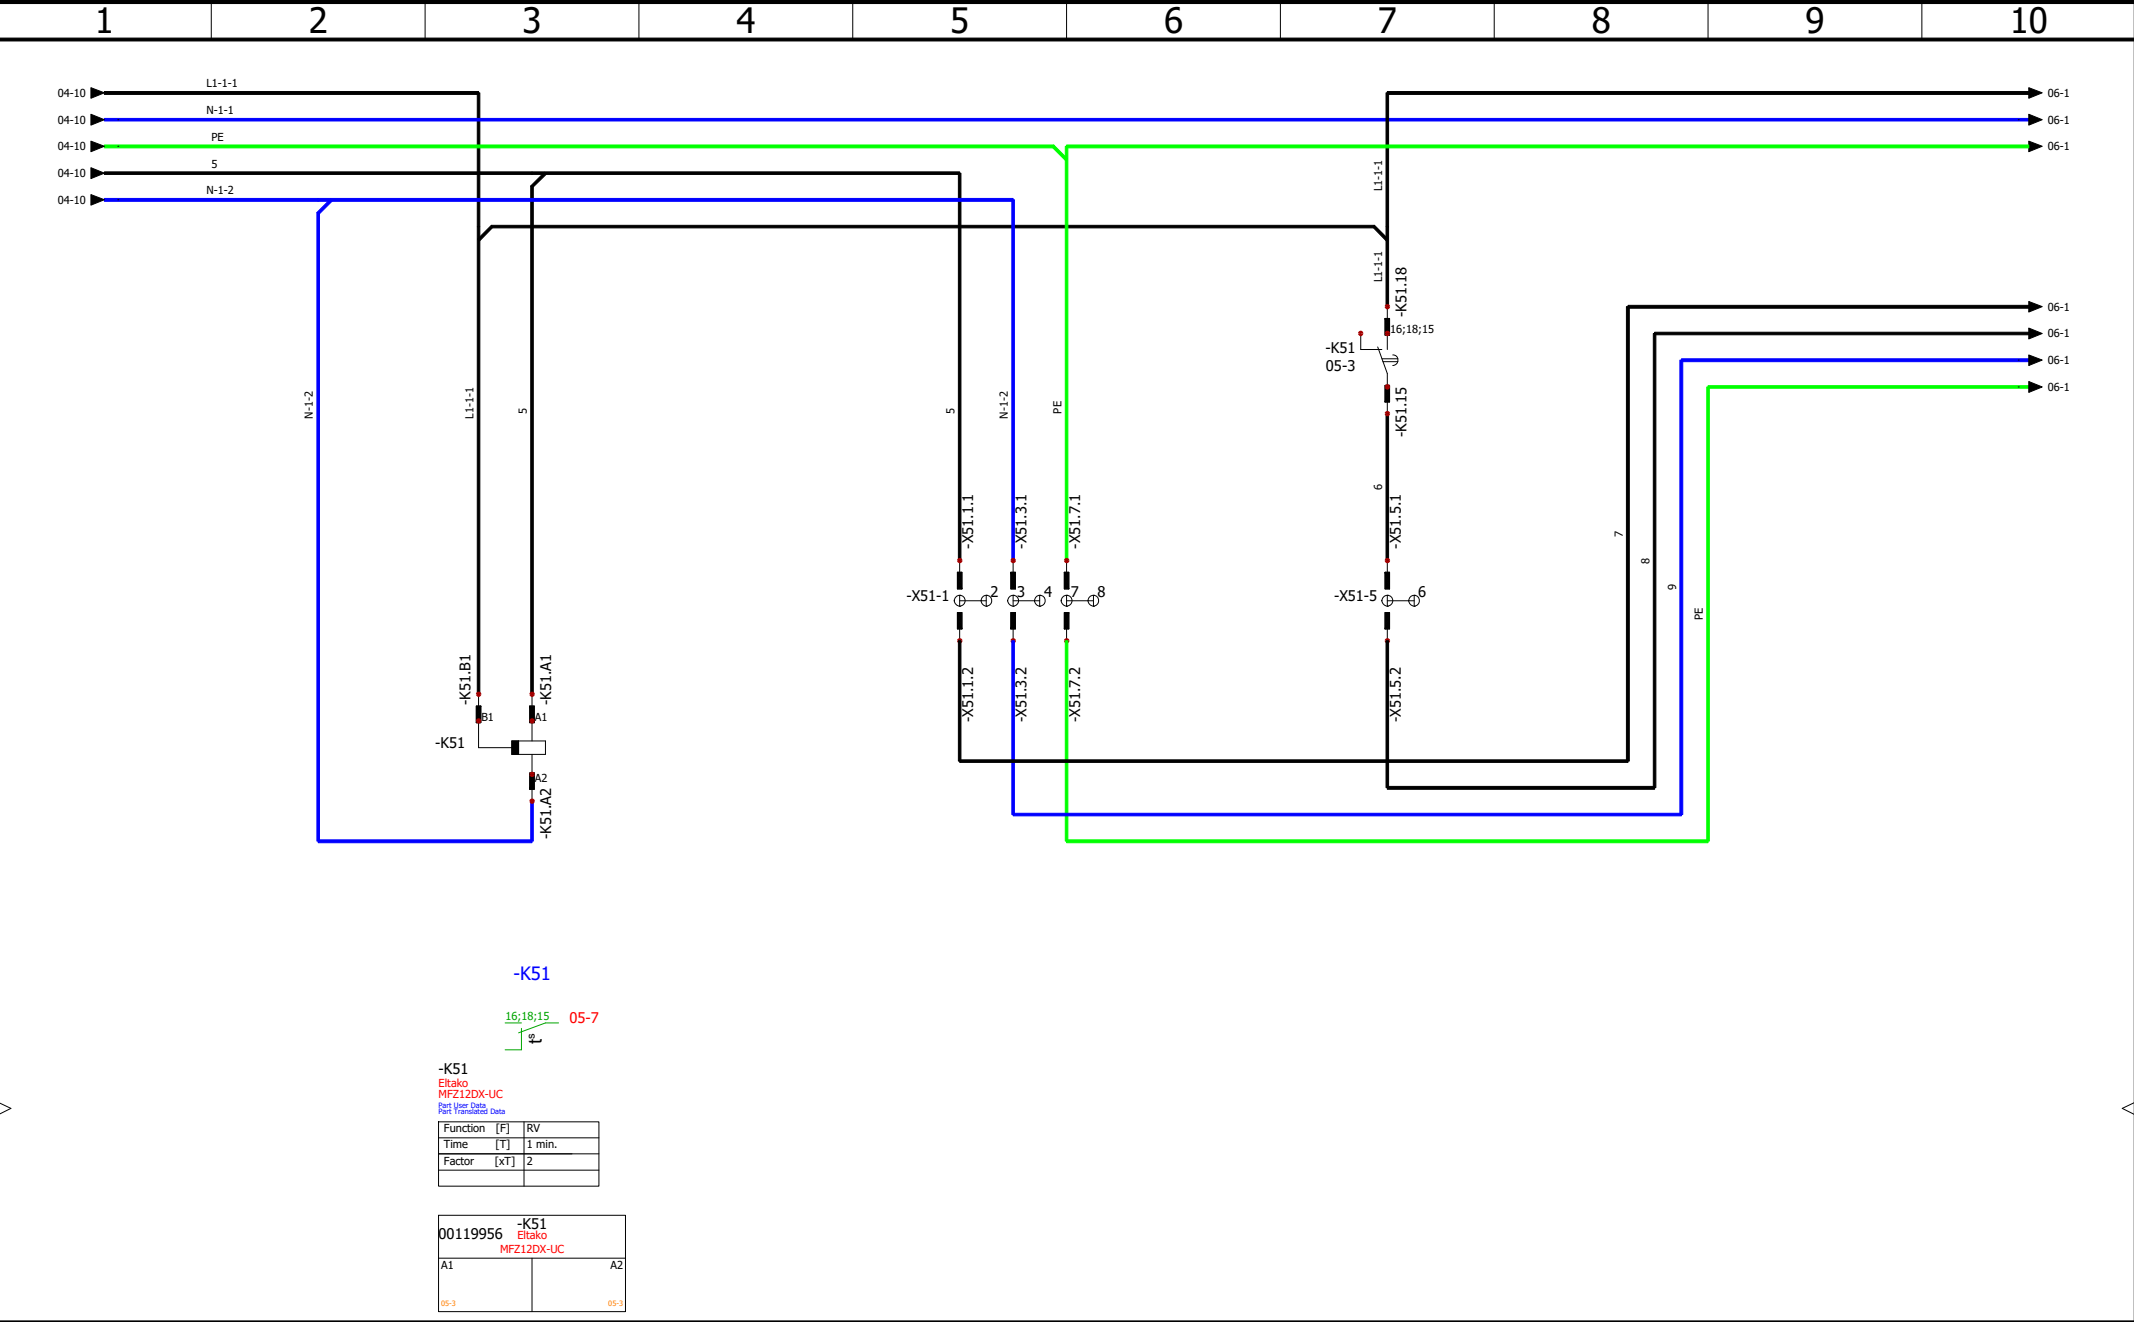 1 2 3 4 5 6 7 8 9 10
04-10 L1-1-1 06-1
04-10 N-1-1 06-1
04-10 PE 06-1
04-10 5
04-10 N-1-2
L1-1-1
L1-1-1
-K51.18
16;18;15
-K51
05-3
-K51.15
06-1
06-1
06-1
06-1
N-1-2
L1-1-1
5
5
N-1-2
PE
6
7
8
9
PE
-X51.1.1
-X51.3.1
-X51.7.1
-X51.5.1
-X51-1 2 3 4 7 8
-X51-5 6
-X51.1.2
-X51.3.2
-X51.7.2
-X51.5.2
-K51.B1
-K51.A1
B1 A1
-K51
A2
-K51.A2
-K51
16;18;15 05-7
ts
-K51
Eltako
MFZ12DX-UC
Part User Data
Part Translated Data
Function [F] RV
Time [T] 1 min.
Factor [xT] 2
-K51
00119956 Eltako
MFZ12DX-UC
A1 A2
05-3 05-3